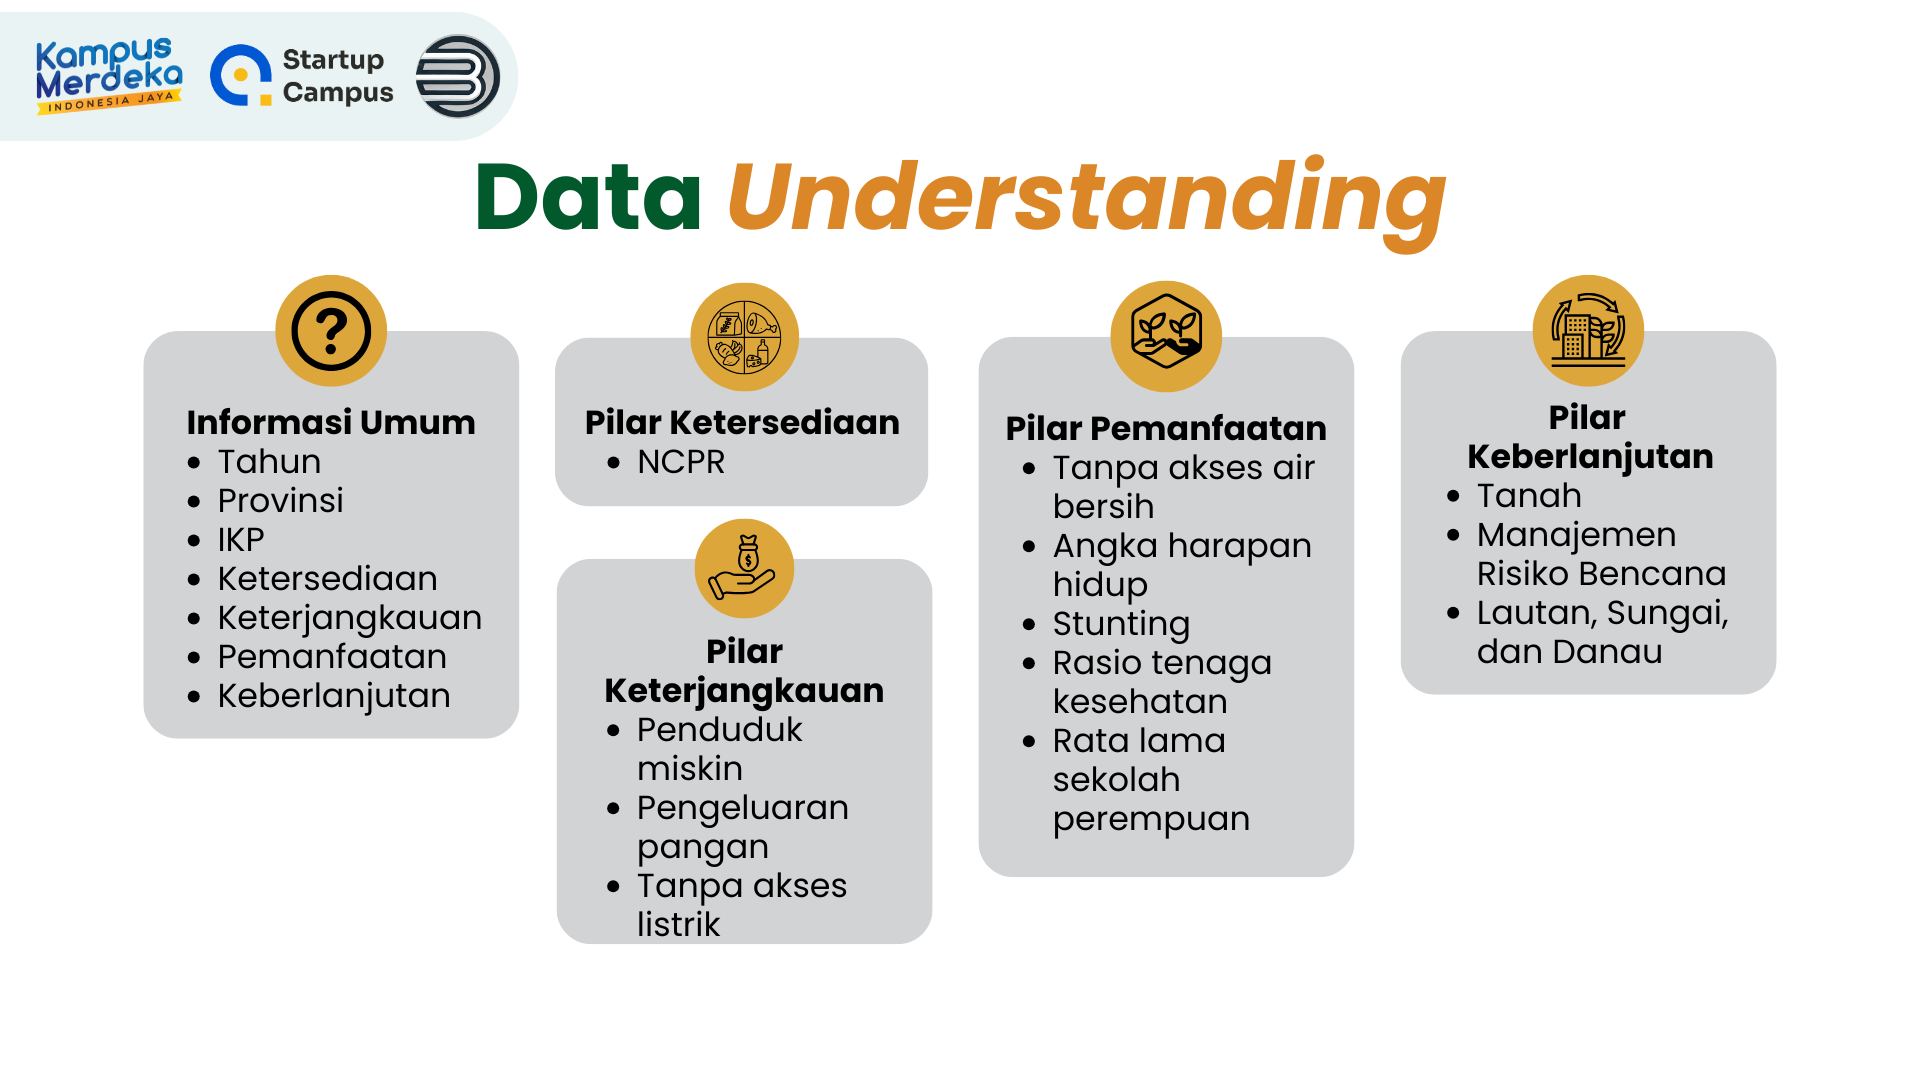 Kampus
Merdeka
INDONESIA JAYA
Startup
Campus
Data Understanding
Informasi Umum
• Tahun
• Provinsi
• IKP
• Ketersediaan
• Keterjangkauan
• Pemanfaatan
• Keberlanjutan
Pilar Ketersediaan
• NCPR
$
Pilar
Keterjangkauan
• Penduduk
miskin
• Pengeluaran
pangan
• Tanpa akses
listrik
Pilar Pemanfaatan
• Tanpa akses air
bersih
• Angka harapan
hidup
• Stunting
• Rasio tenaga
kesehatan
• Rata lama
sekolah
perempuan
Pilar
Keberlanjutan
• Tanah
• Manajemen
Risiko Bencana
• Lautan, Sungai,
dan Danau